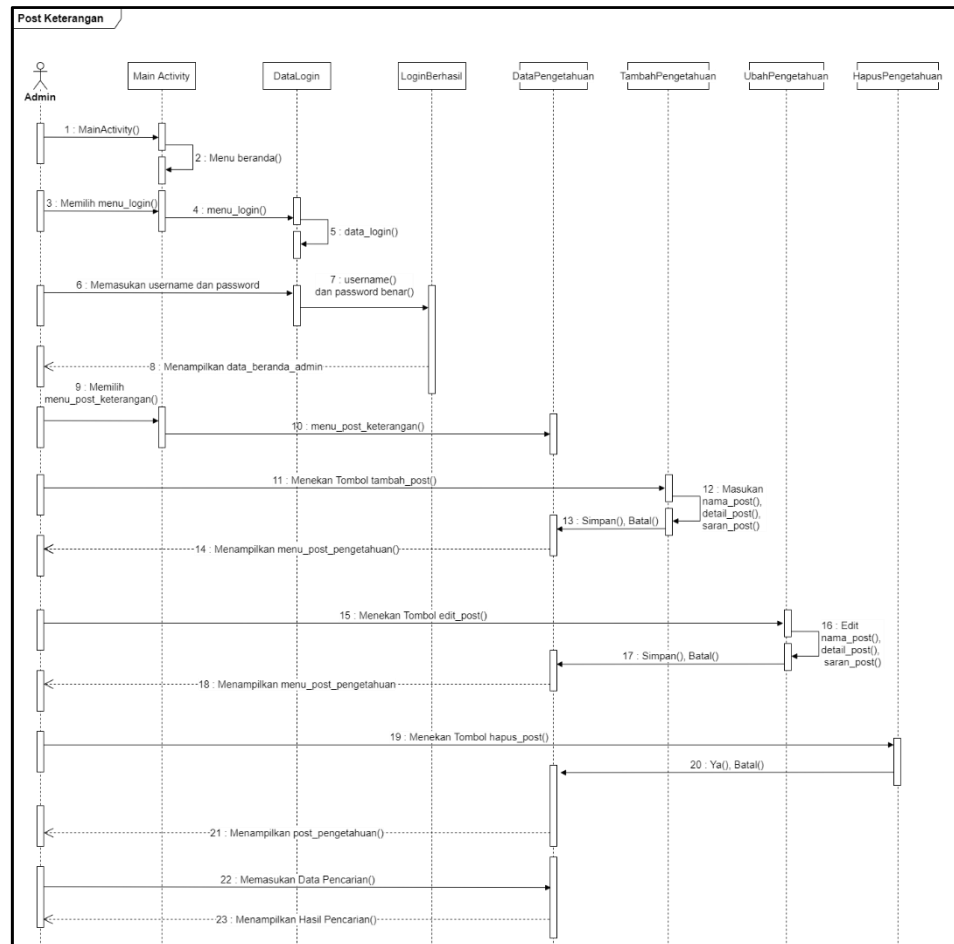 Post Keterangan
Admin
Main Activity
DataLogin
LoginBerhasil
DataPengetahuan
TambahPengetahuan
UbahPengetahuan
HapusPengetahuan
1 : MainActivity()
2 : Menu beranda()
3 : Memilih menu_login()
4 : menu_login()
5 : data_login()
6 : Memasukan username dan password
7 : username()
dan password benar()
8 : Menampilkan data_beranda_admin
9 : Memilih
menu_post_keterangan()
10 : menu_post_keterangan()
11 : Menekan Tombol tambah_post()
12 : Masukan
nama_post(),
detail_post(),
saran_post()
13 : Simpan(), Batal()
14 : Menampilkan menu_post_pengetahuan()
15 : Menekan Tombol edit_post()
16 : Edit
nama_post(),
detail_post(),
saran_post()
17 : Simpan(), Batal()
18 : Menampilkan menu_post_pengetahuan
19 : Menekan Tombol hapus_post()
20 : Ya(), Batal()
21 : Menampilkan post_pengetahuan()
22 : Memasukan Data Pencarian()
23 : Menampilkan Hasil Pencarian()